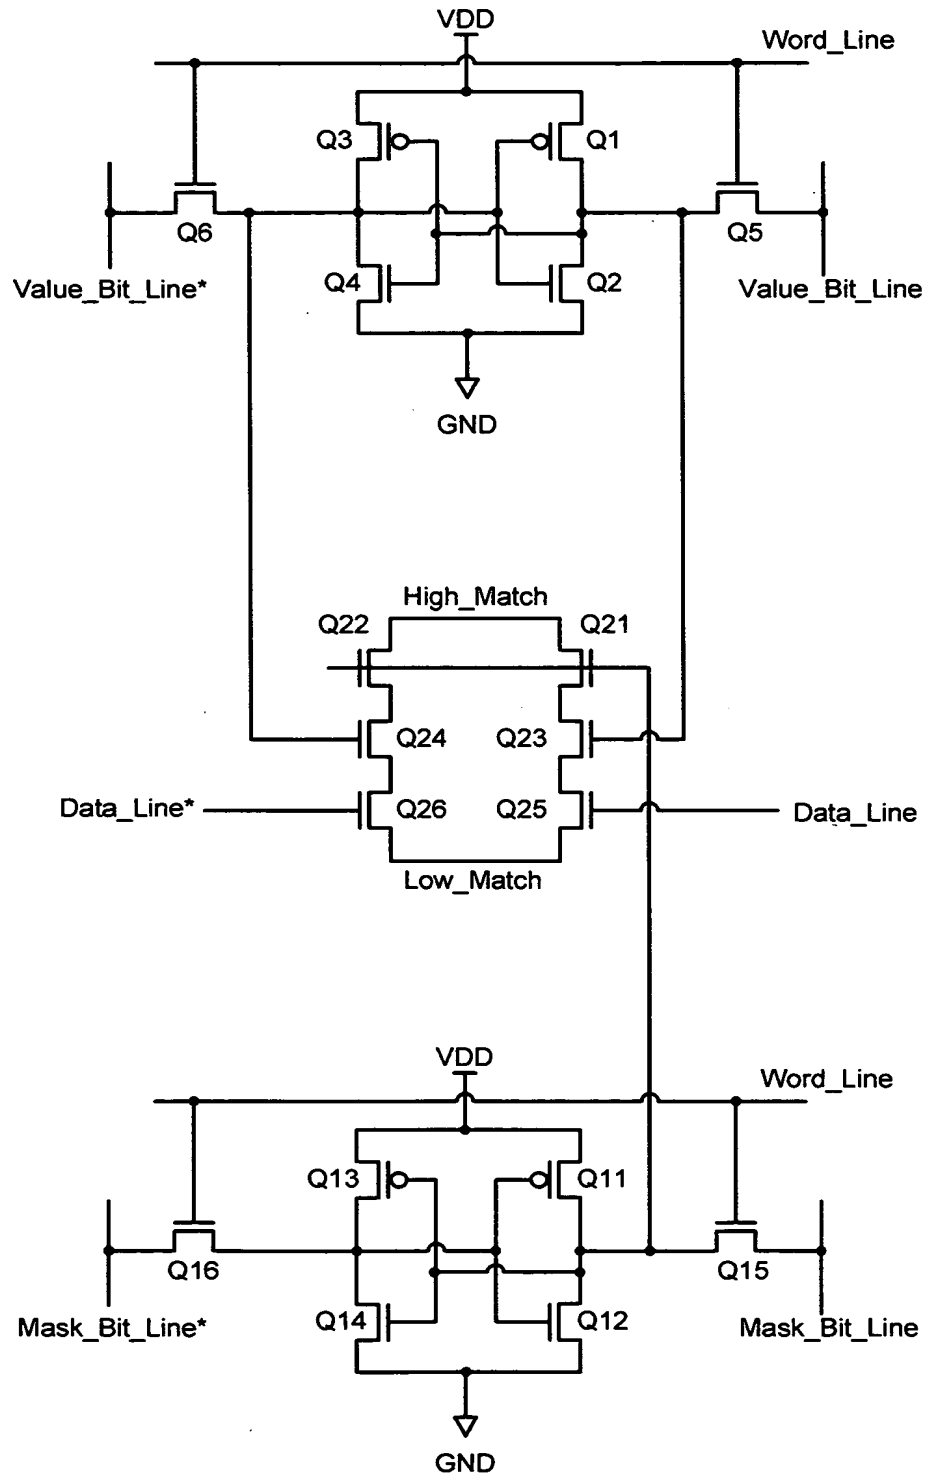 VDD
Word_Line
Q3
Q1
Q6
Q5
Value_Bit_Line*
Q4
Q2
Value_Bit_Line
GND
High_Match
Q22
Q21
Q24
Q23
Data_Line*
Q26
Q25
Data_Line
Low_Match
VDD
Word_Line
Q13
Q11
Q16
Q15
Mask_Bit_Line*
Q14
Q12
Mask_Bit_Line
GND